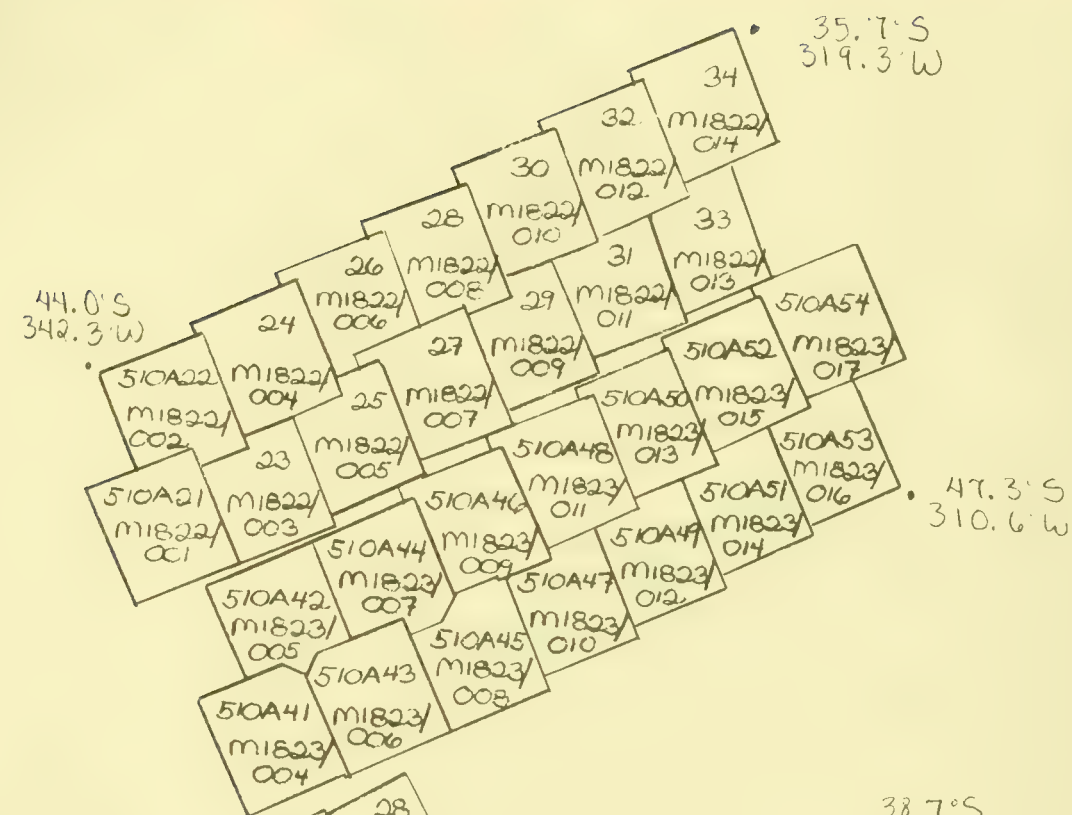 35.7°S
319.3°W
34
M1822/
014
32
M1822/
012
30
M1822/
010
28
M1822/
008
26
M1822/
006
24
M1822/
004
44.0°S
342.3°W
510A22
M1822/
002
33
M1822/
013
31
M1822/
011
29
M1822/
009
27
M1822/
007
25
M1822/
005
23
M1822/
003
510A21
M1822/
001
510A54
M1823/
017
510A52
M1823/
015
510A50
M1823/
013
510A48
M1823/
011
510A46
M1823/
009
510A44
M1823/
007
510A42
M1823/
005
510A53
M1823/
016
47.3°S
310.6°W
510A51
M1823/
014
510A49
M1823/
012
510A47
M1823/
010
510A45
M1823/
008
510A43
M1823/
006
510A41
M1823/
004
28
38.7°S